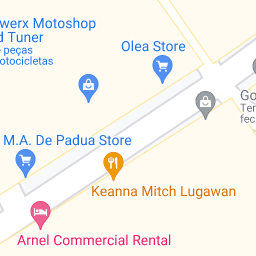 werx Motoshop
d Tuner
e peças
otocicletas
Olea Store
Go
Ter
fec
M.A. De Padua Store
Keanna Mitch Lugawan
Arnel Commercial Rental